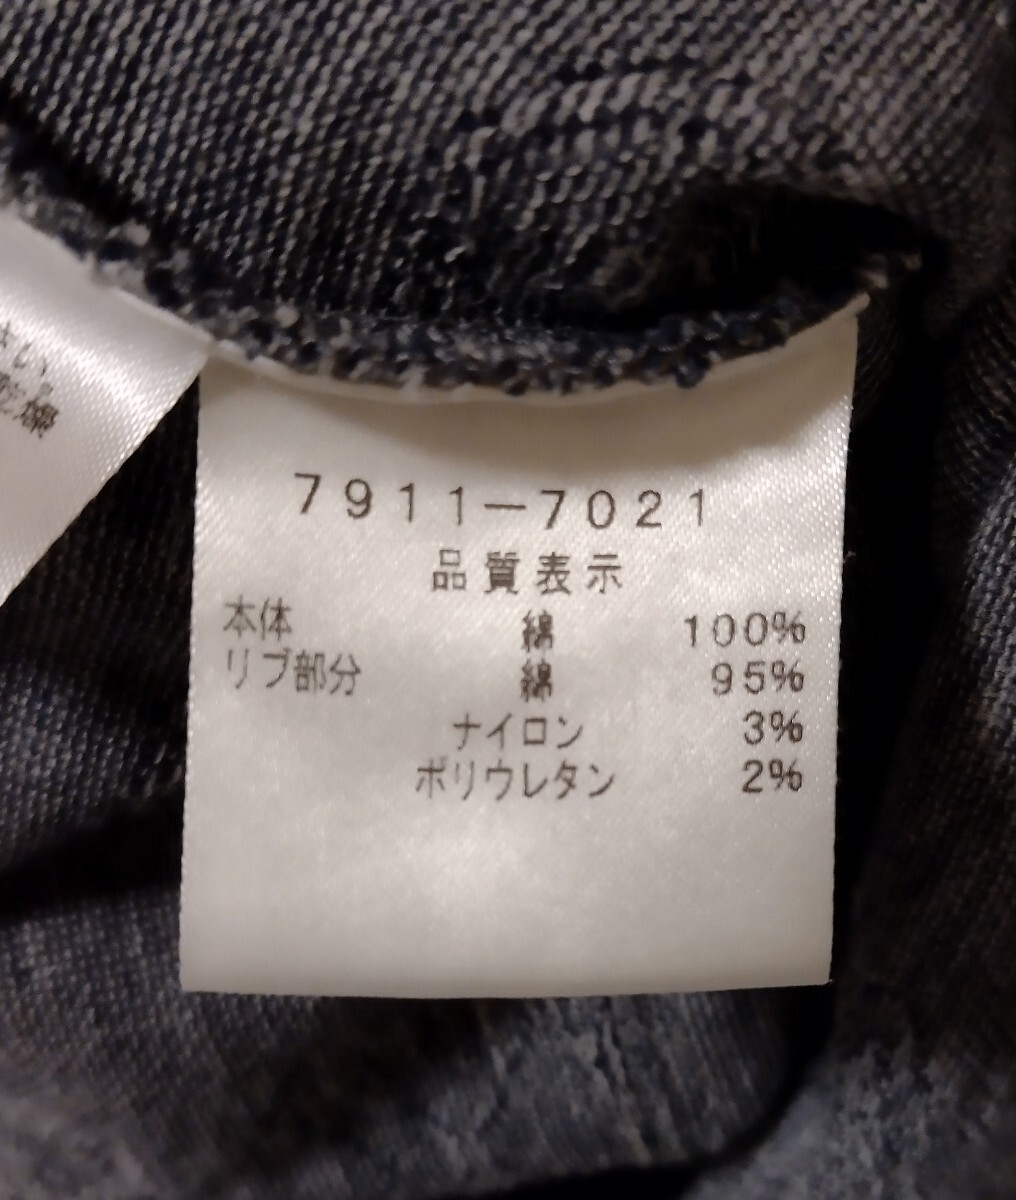 7911-7021
品質表示
本体 綿 100%
リブ部分 綿 95%
ナイロン 3%
ポリウレタン 2%